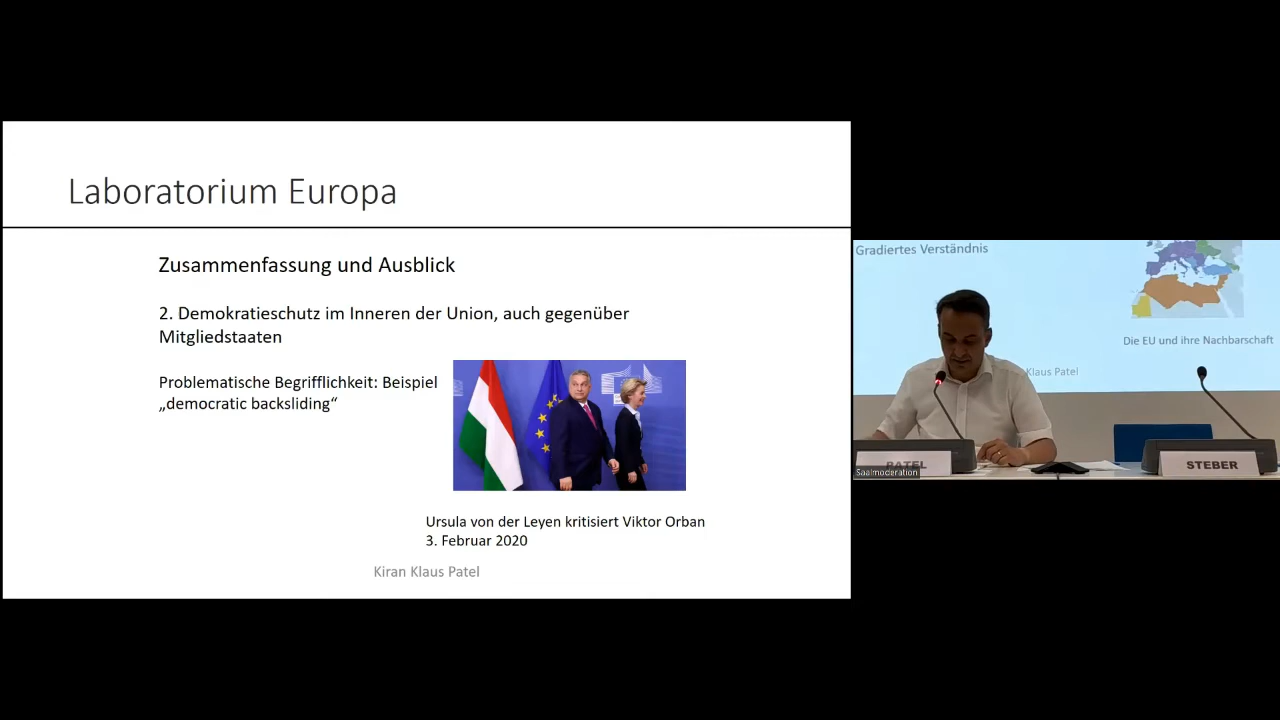 Laboratorium Europa
Zusammenfassung und Ausblick
2. Demokratieschutz im Inneren der Union, auch gegenüber
Mitgliedstaaten
Problematische Begrifflichkeit: Beispiel
„democratic backsliding“
Ursula von der Leyen kritisiert Viktor Orban
3. Februar 2020
Kiran Klaus Patel
Gradiertes Verständnis
Die EU und ihre Nachbarschaft
Klaus Patel
PATEL
STEBER
Saalmoderation